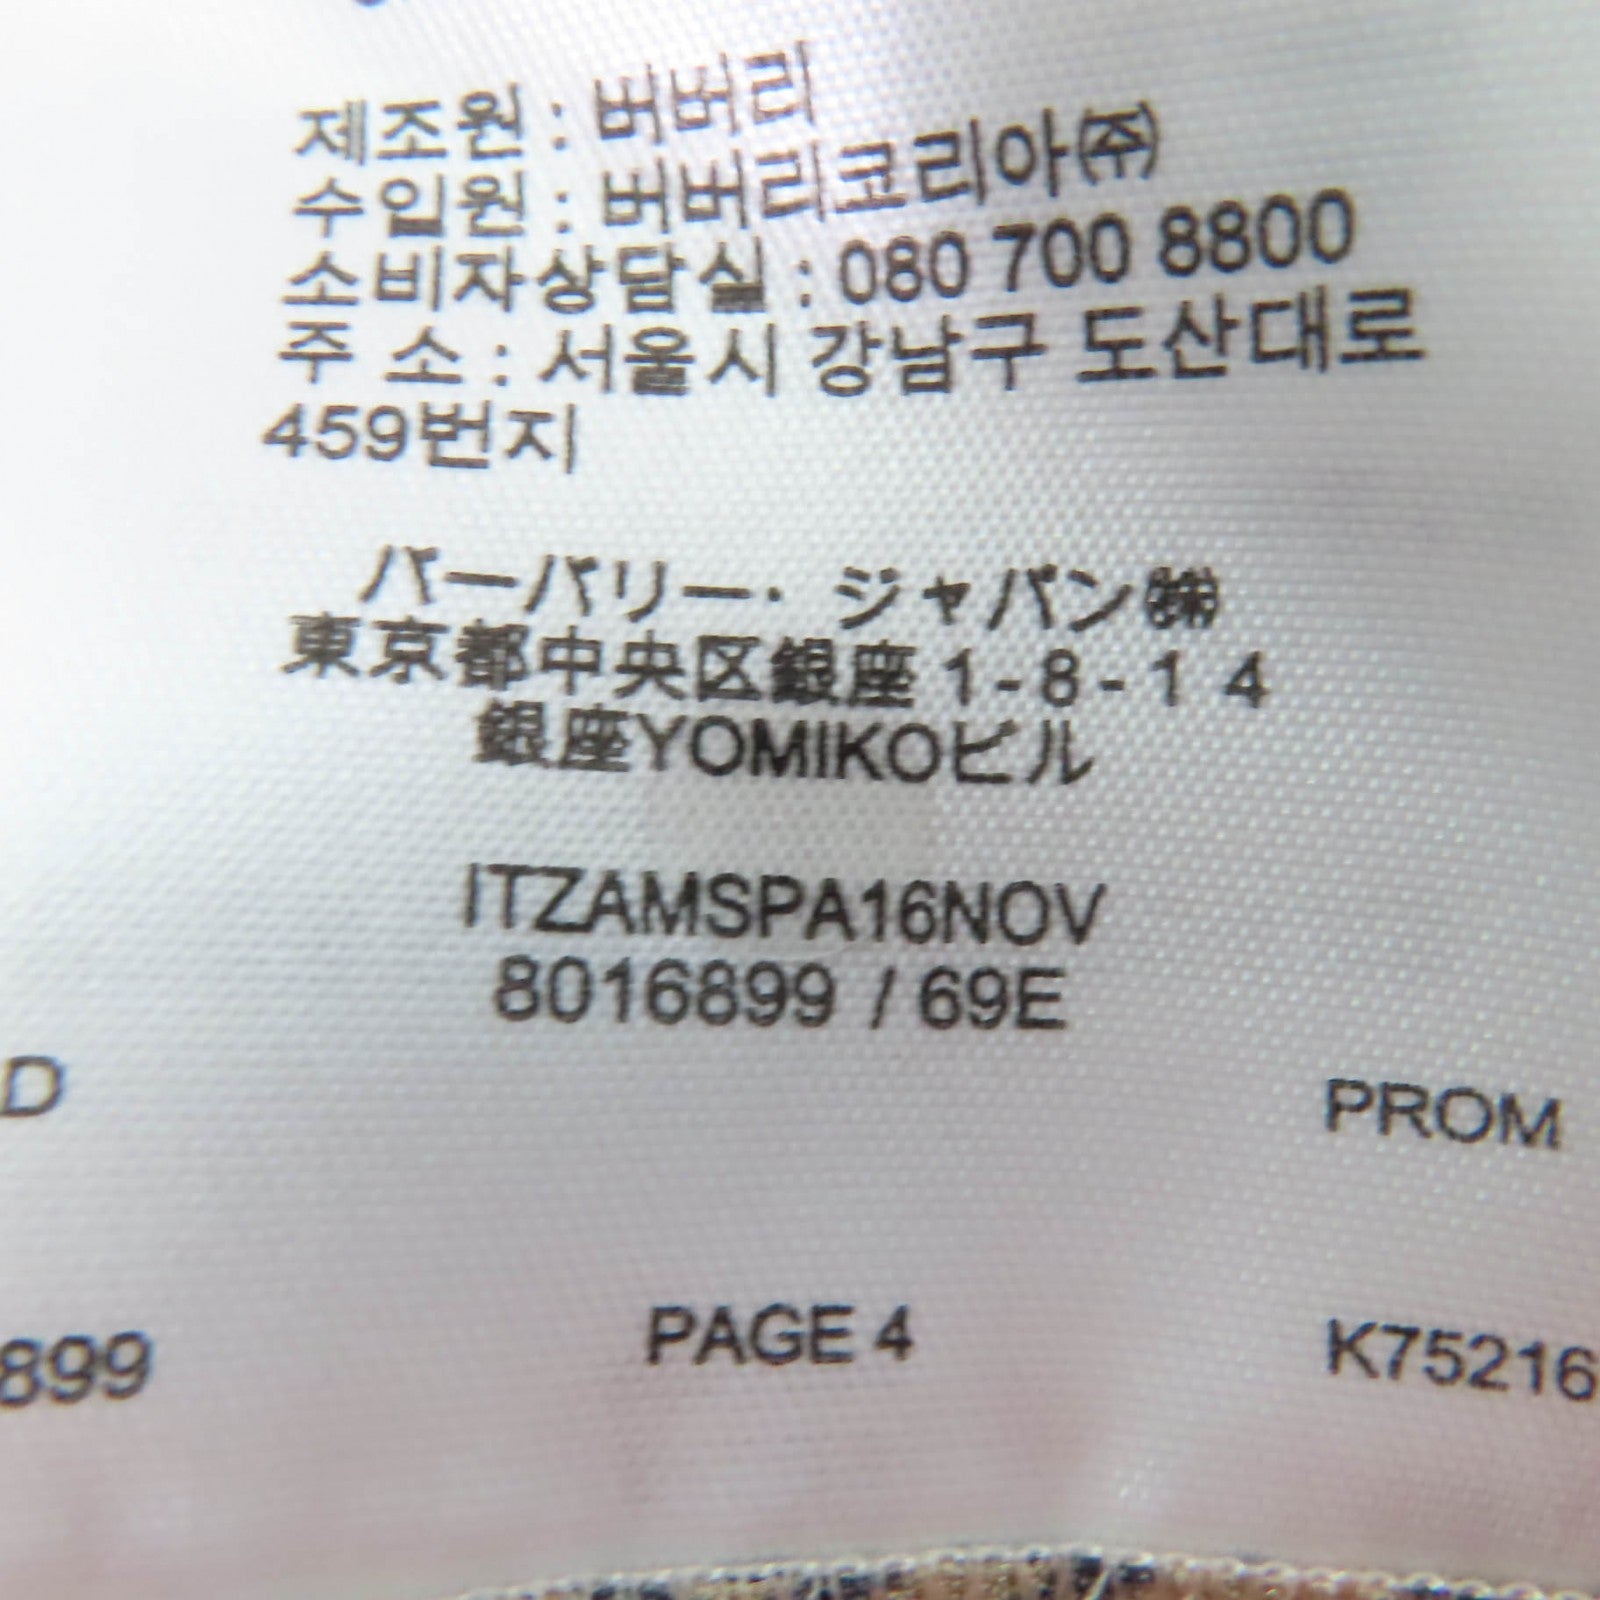 제조원 : 버버리
수입원 : 버버리코리아㈜
소비자상담실 : 080 700 8800
주 소 : 서울시 강남구 도산대로
459번지
バーバリー・ ジャパン㈱
東京都中央区銀座 1 - 8 - 1 4
銀座YOMIKOビル
ITZAMSPA16NOV
8016899 / 69E
D
PROM
899
PAGE 4
K75216